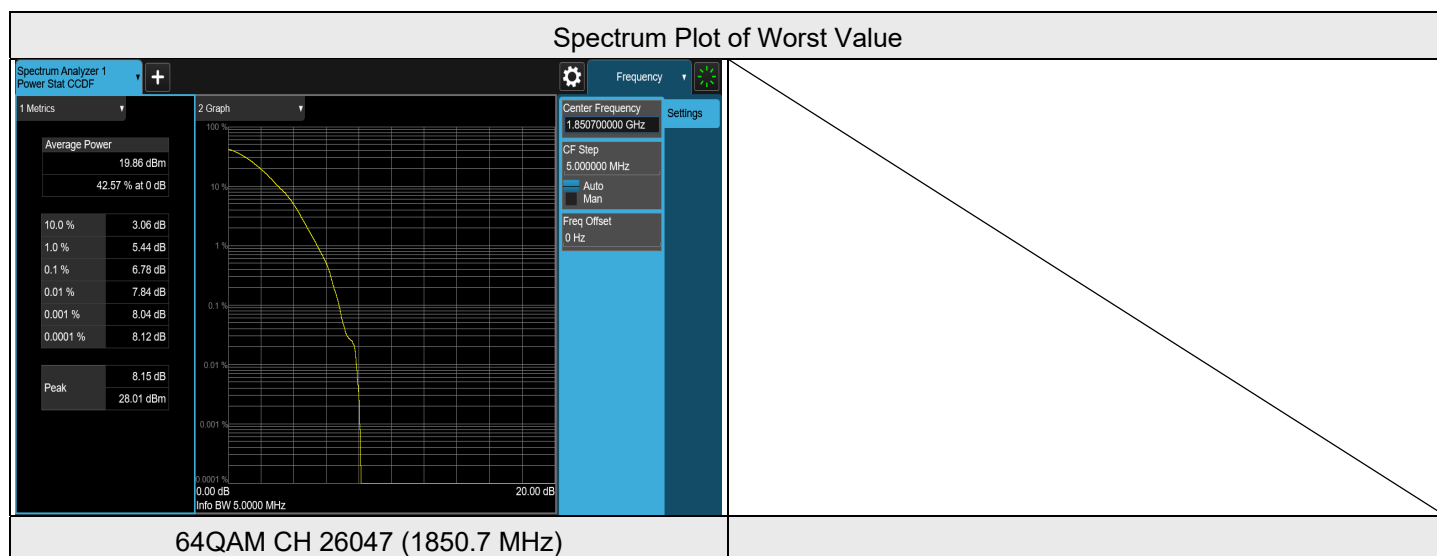 Spectrum Plot of Worst Value
Spectrum Analyzer 1
Power Stat CCDF
+
Frequency
1 Metrics
Average Power
19.86 dBm
42.57 % at 0 dB
10.0 % 3.06 dB
1.0 % 5.44 dB
0.1 % 6.78 dB
0.01 % 7.84 dB
0.001 % 8.04 dB
0.0001 % 8.12 dB
Peak
8.15 dB
28.01 dBm
2 Graph
100 %
10 %
1 %
0.1 %
0.01 %
0.001 %
0.0001 %
0.00 dB 20.00 dB
Info BW 5.0000 MHz
Center Frequency
1.850700000 GHz
CF Step
5.000000 MHz
Auto
Man
Freq Offset
0 Hz
Settings
64QAM CH 26047 (1850.7 MHz)